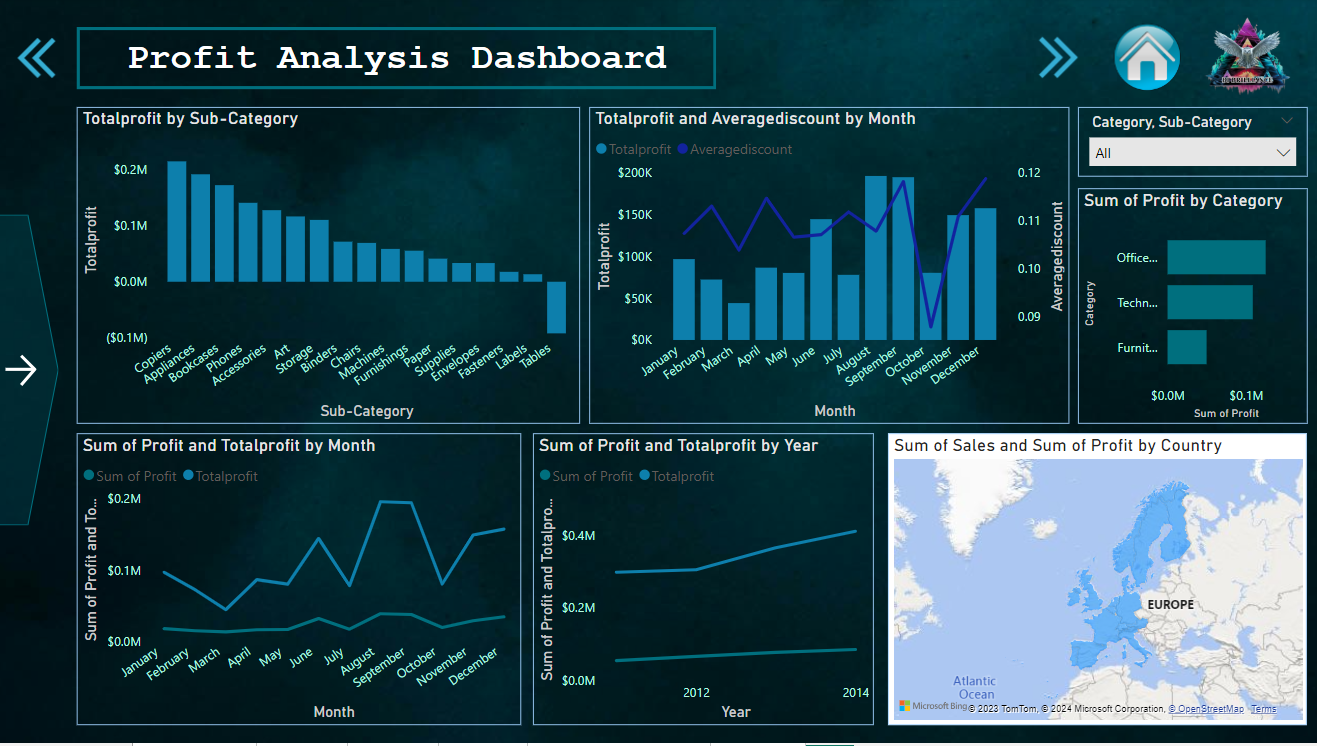 Profit Analysis Dashboard
Totalprofit by Sub-Category
Totalprofit
$0.2M
$0.1M
$0.0M
($0.1M)
Copiers
Appliances
Bookcases
Phones
Accessories
Art
Storage
Binders
Chairs
Machines
Furnishings
Paper
Supplies
Envelopes
Fasteners
Labels
Tables
Sub-Category
Totalprofit and Averagediscount by Month
Totalprofit Averagediscount
Totalprofit
$200K
$150K
$100K
$50K
$0K
0.12
0.11
0.10
0.09
Averagediscount
January
February
March
April
May
June
July
August
September
October
November
December
Month
Category, Sub-Category
All
Sum of Profit by Category
Category
Office...
Techn...
Furnit...
$0.0M $0.1M
Sum of Profit
Sum of Profit and Totalprofit by Month
Sum of Profit Totalprofit
Sum of Profit and To...
$0.2M
$0.1M
$0.0M
January
February
March
April
May
June
July
August
September
October
November
December
Month
Sum of Profit and Totalprofit by Year
Sum of Profit Totalprofit
Sum of Profit and Totalpro...
$0.4M
$0.2M
$0.0M
2012 2014
Year
Sum of Sales and Sum of Profit by Country
EUROPE
Atlantic
Ocean
Microsoft Bing
© 2023 TomTom, © 2024 Microsoft Corporation, © OpenStreetMap Terms